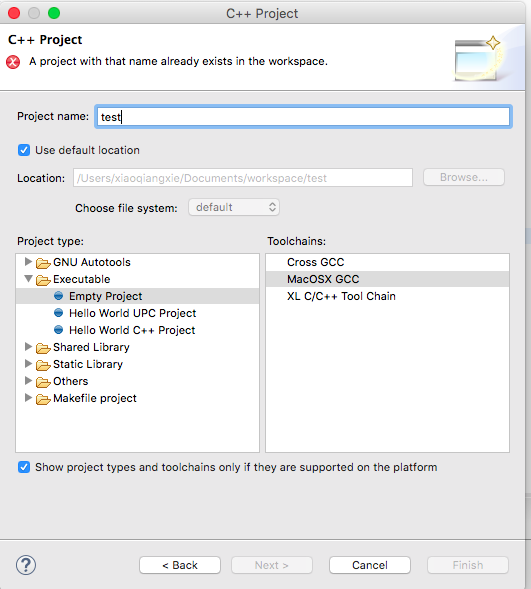 C++ Project
C++ Project
A project with that name already exists in the workspace.
Project name: test
Use default location
Location: /Users/xiaoqiangxie/Documents/workspace/test Browse...
Choose file system: default
Project type: Toolchains:
GNU Autotools Cross GCC
Executable MacOSX GCC
Empty Project XL C/C++ Tool Chain
Hello World UPC Project
Hello World C++ Project
Shared Library
Static Library
Others
Makefile project
Show project types and toolchains only if they are supported on the platform
? < Back Next > Cancel Finish